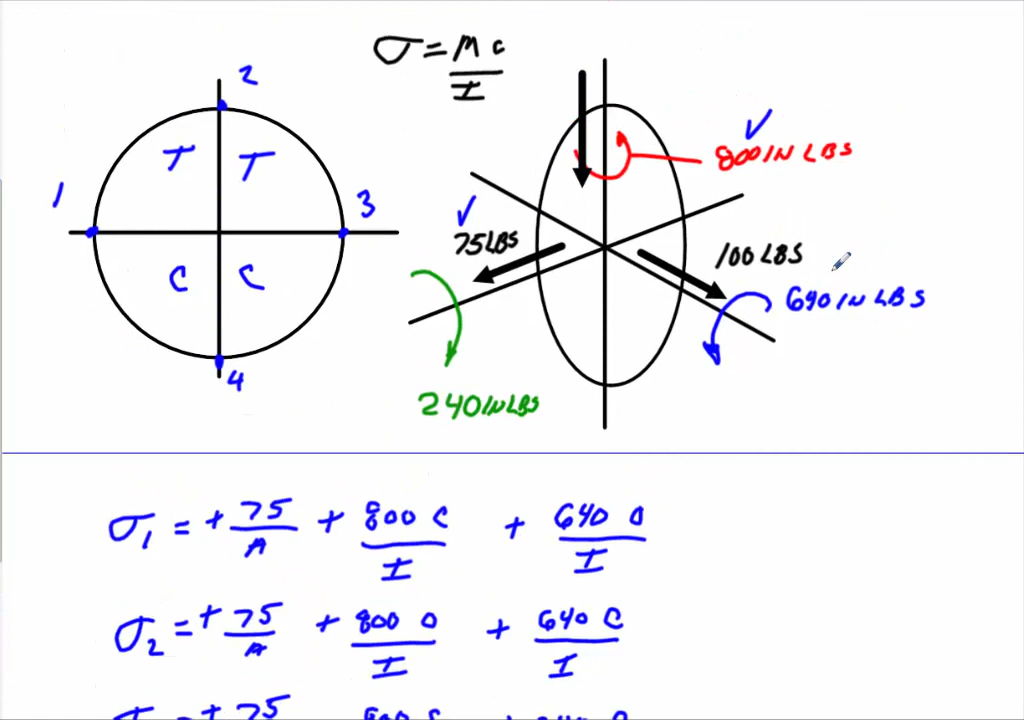 σ = M C / I
2
T T
1
3
C C
4
800 IN LBS
75 LBS
100 LBS
640 IN LBS
240 IN LBS
σ1 = + 75/A + 800 C/I + 640 0/I
σ2 = + 75/A + 800 0/I + 640 C/I